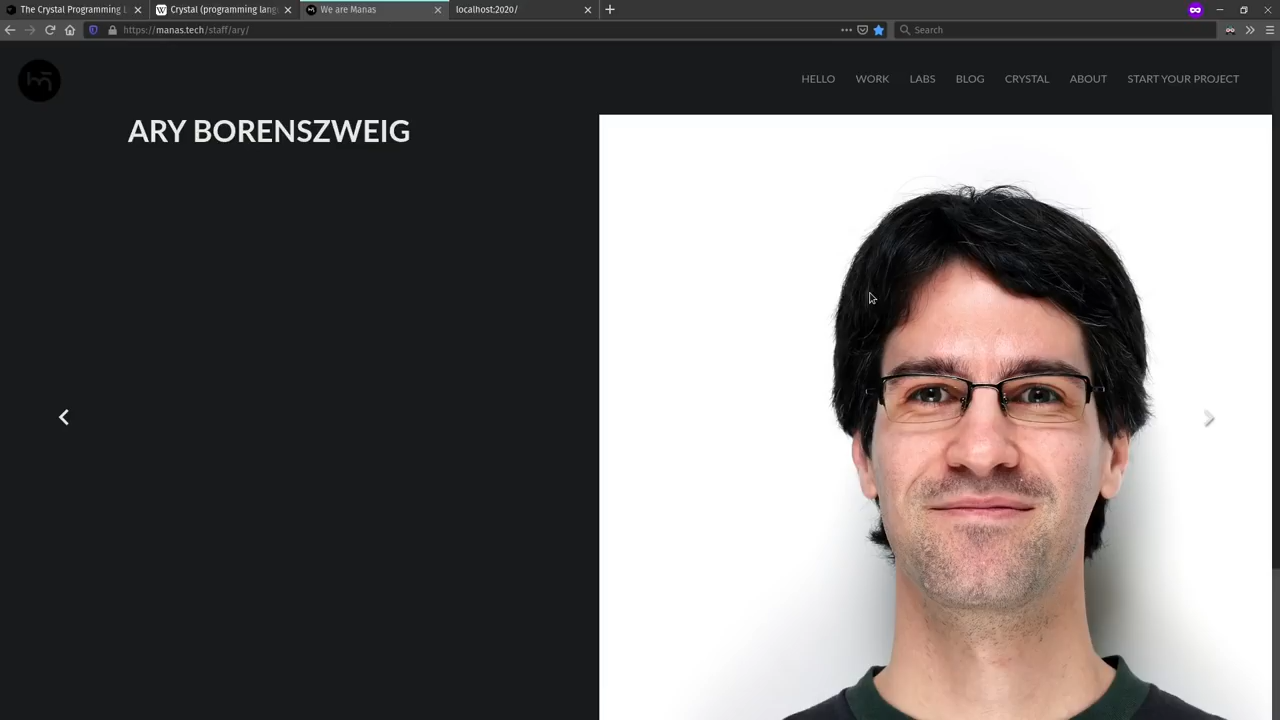 The Crystal Programming L
Crystal (programming lang
We are Manas
localhost:2020/
https://manas.tech/staff/ary/
Search
HELLO WORK LABS BLOG CRYSTAL ABOUT START YOUR PROJECT
ARY BORENSZWEIG